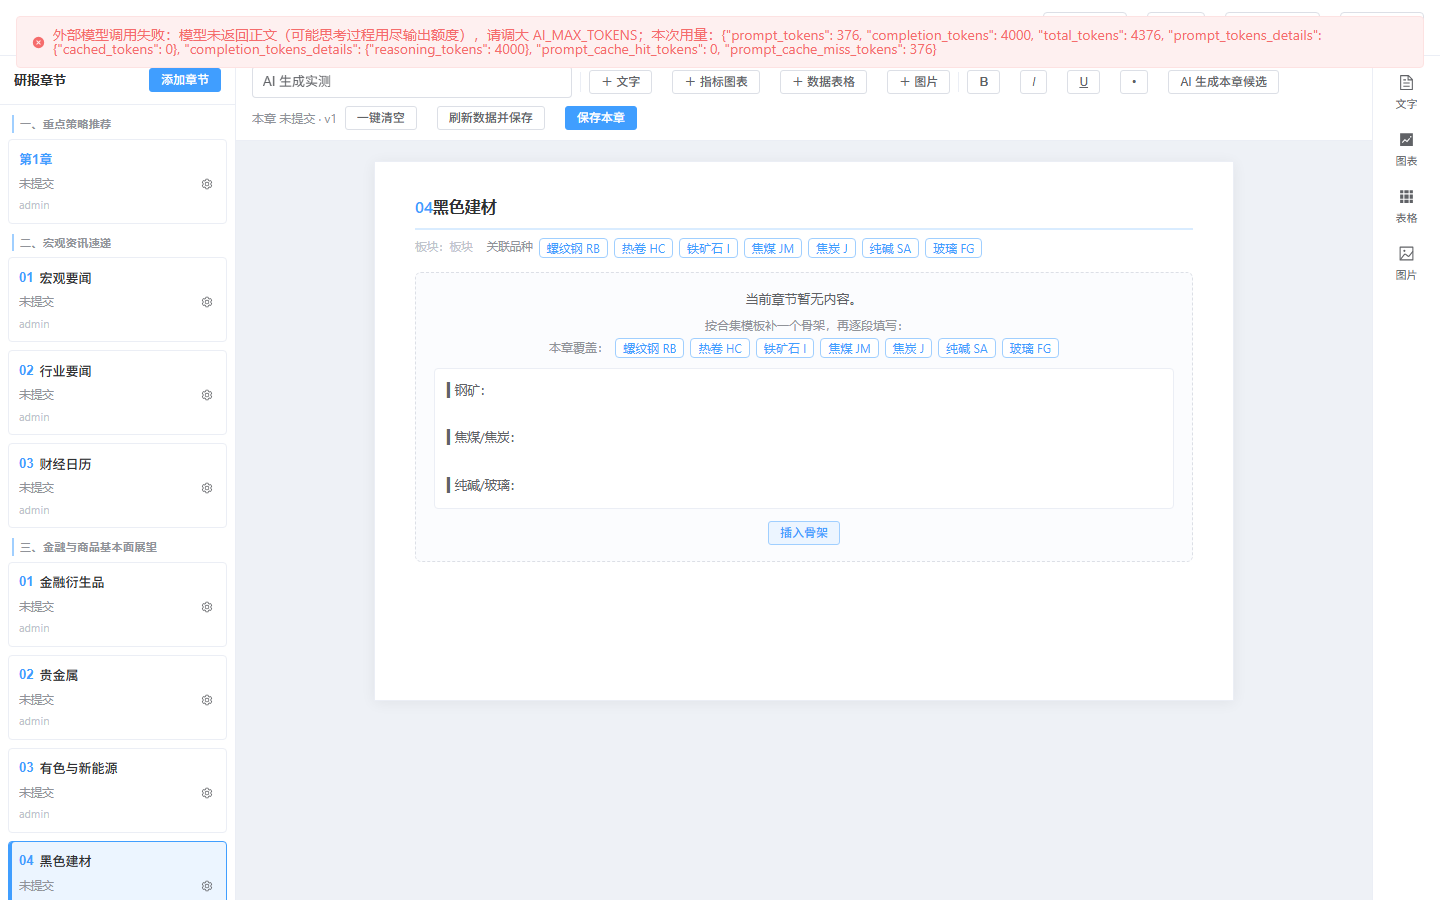 外部模型调用失败：模型未返回正文（可能思考过程用尽输出额度），请调大 AI_MAX_TOKENS；本次用量：{"prompt_tokens": 376, "completion_tokens": 4000, "total_tokens": 4376, "prompt_tokens_details":
{"cached_tokens": 0}, "completion_tokens_details": {"reasoning_tokens": 4000}, "prompt_cache_hit_tokens": 0, "prompt_cache_miss_tokens": 376}
研报章节
添加章节
AI 生成实测
+ 文字
+ 指标图表
+ 数据表格
+ 图片
B
I
U
•
AI 生成本章候选
本章 未提交 · v1
一键清空
刷新数据并保存
保存本章
一、重点策略推荐
第1章
未提交
admin
二、宏观资讯速递
01 宏观要闻
未提交
admin
02 行业要闻
未提交
admin
03 财经日历
未提交
admin
三、金融与商品基本面展望
01 金融衍生品
未提交
admin
02 贵金属
未提交
admin
03 有色与新能源
未提交
admin
04 黑色建材
未提交
04黑色建材
板块：板块 关联品种 螺纹钢 RB 热卷 HC 铁矿石 I 焦煤 JM 焦炭 J 纯碱 SA 玻璃 FG
当前章节暂无内容。
按合集模板补一个骨架，再逐段填写：
本章覆盖： 螺纹钢 RB 热卷 HC 铁矿石 I 焦煤 JM 焦炭 J 纯碱 SA 玻璃 FG
钢矿：
焦煤/焦炭：
纯碱/玻璃：
插入骨架
文字
图表
表格
图片